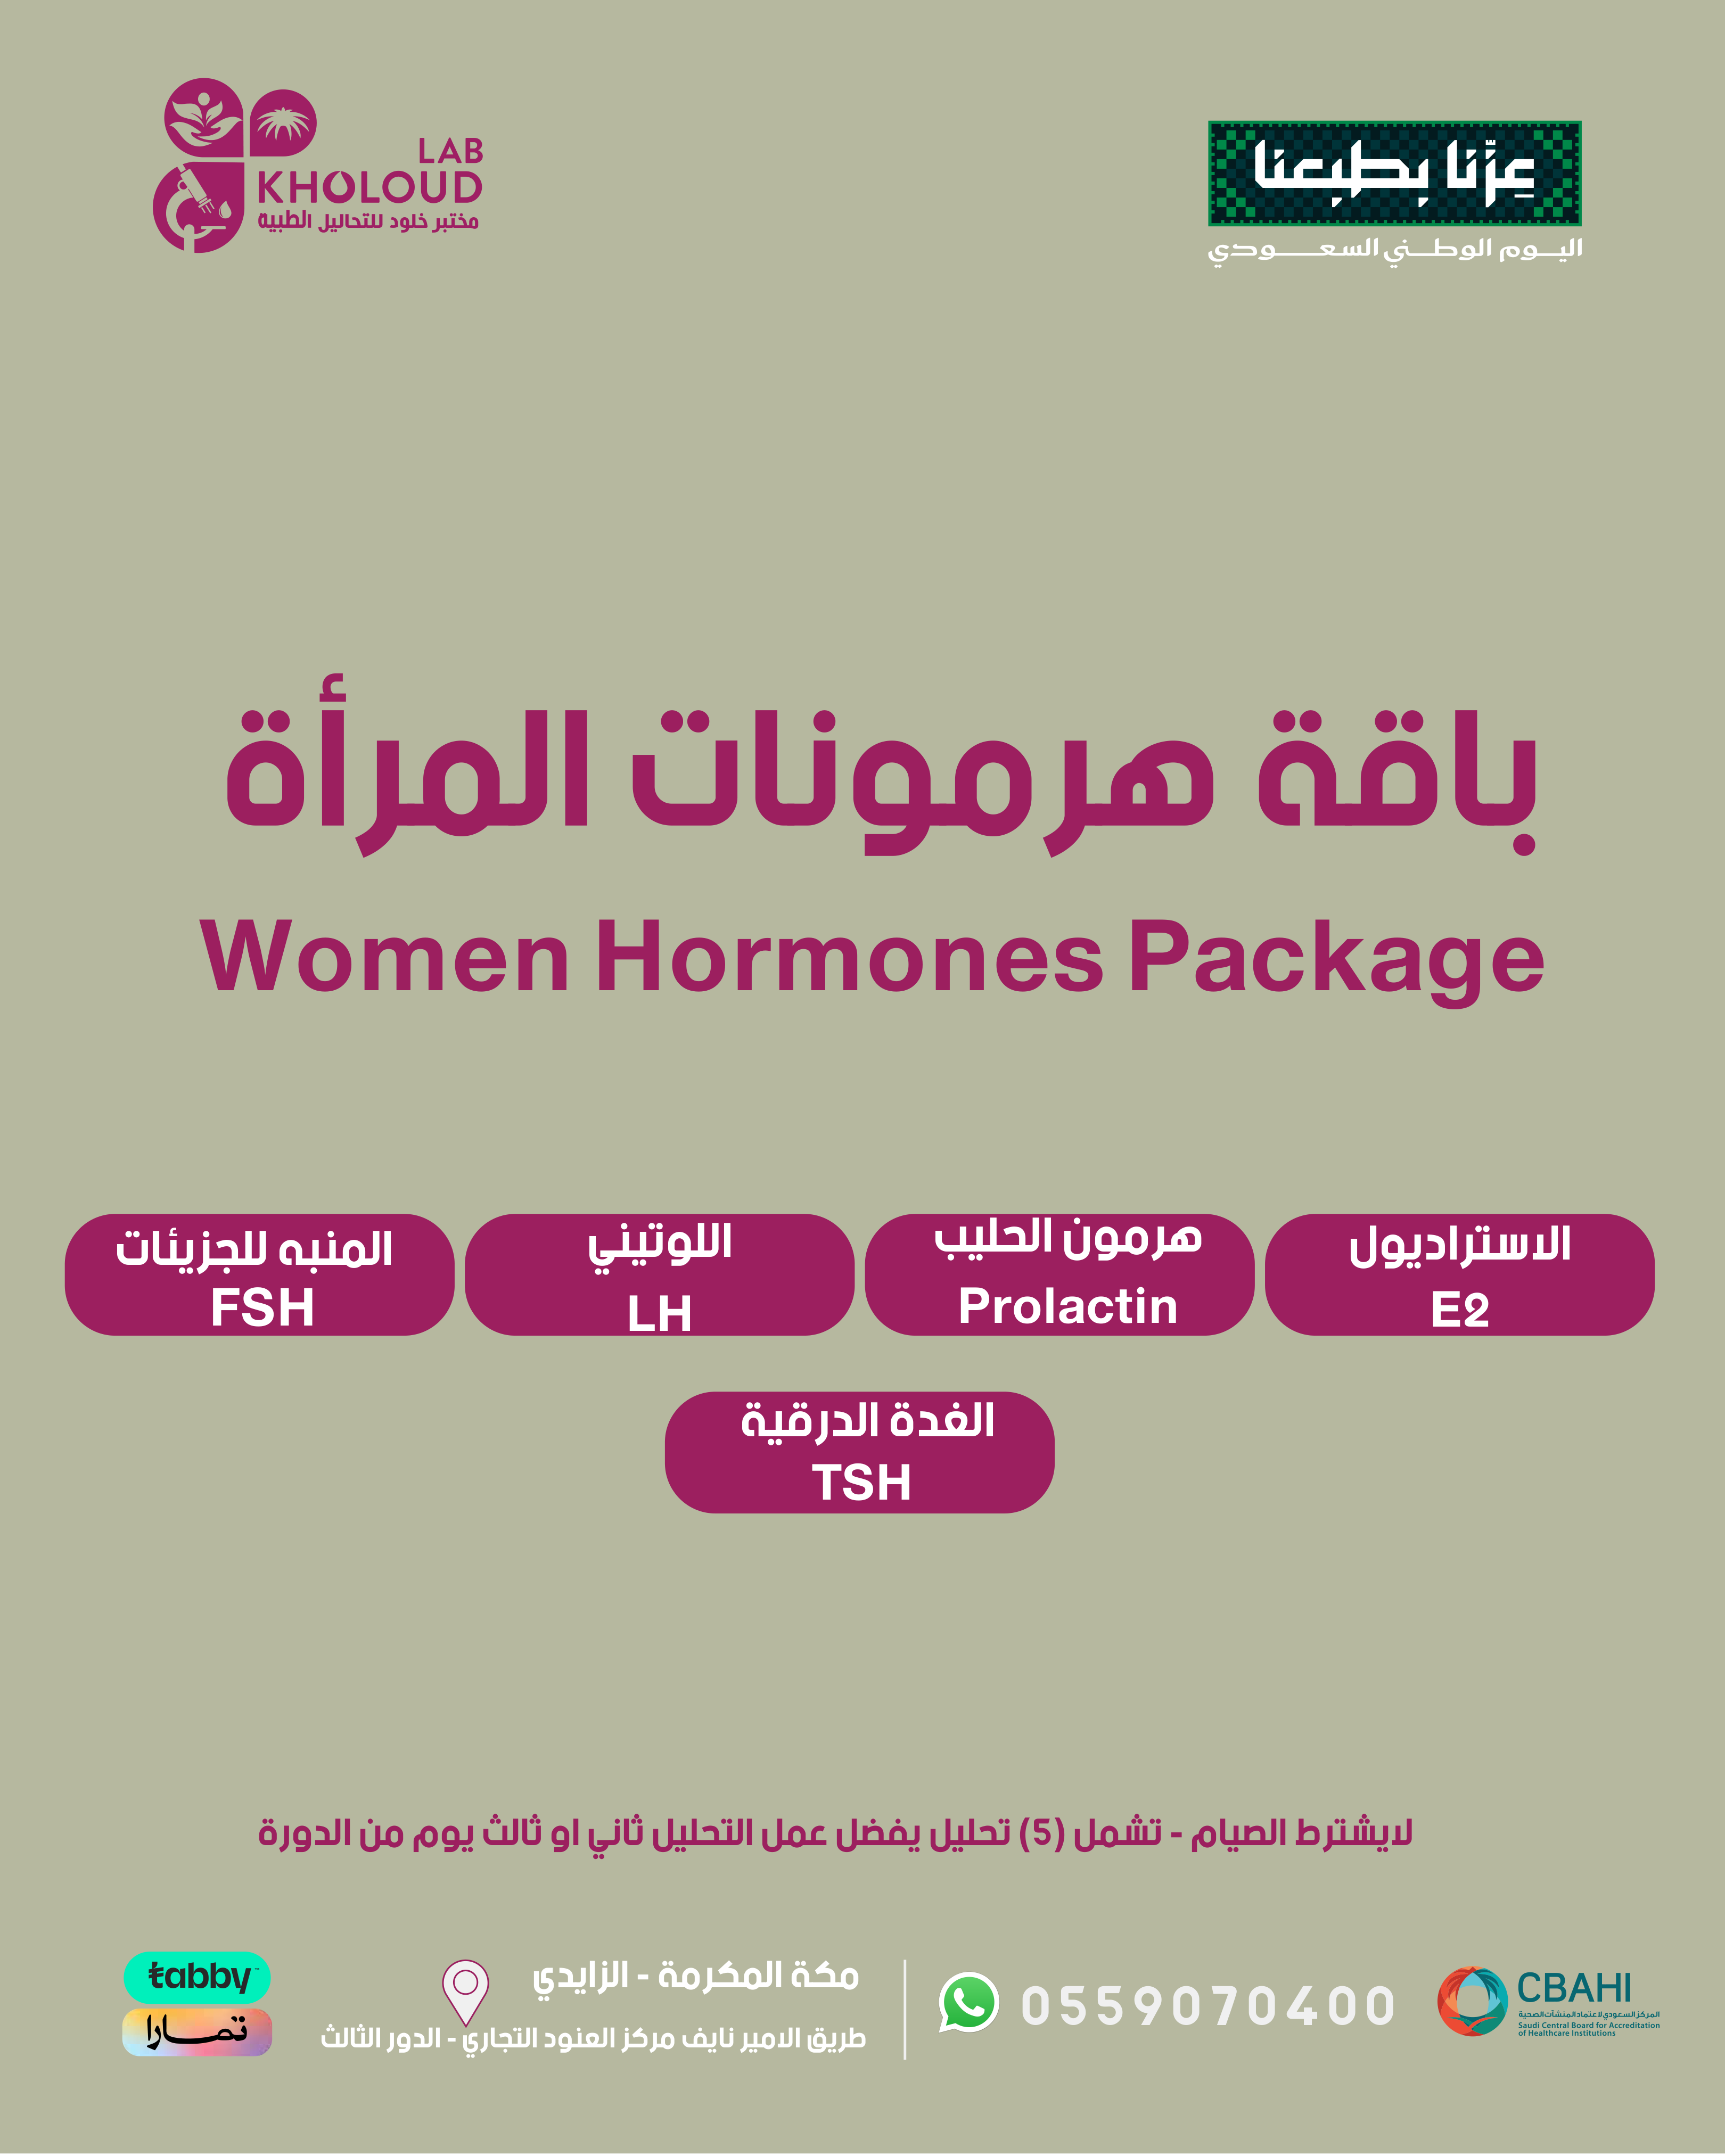 LAB
KHOLOUD
مختبر خلود للتحاليل الطبية
عِزّنا بطبعنا
اليوم الوطني السعودي
باقة هرمونات المرأة
Women Hormones Package
الاستراديول
E2
هرمون الحليب
Prolactin
اللوتيني
LH
المنبه للجزيئات
FSH
الغدة الدرقية
TSH
لايشترط الصيام - تشمل (5) تحليل يفضل عمل التحليل ثاني او ثالث يوم من الدورة
CBAHI
المركز السعودي لاعتماد المنشآت الصحية
Saudi Central Board for Accreditation
of Healthcare Institutions
0559070400
مكة المكرمة - الزايدي
طريق الامير نايف مركز العنود التجاري - الدور الثالث
tabby™
تمارا